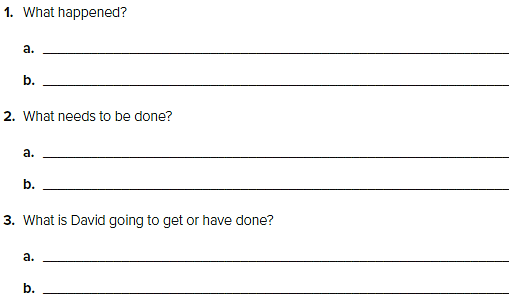 1. What happened?
a.
b.
2. What needs to be done?
a.
b.
3. What is David going to get or have done?
a.
b.